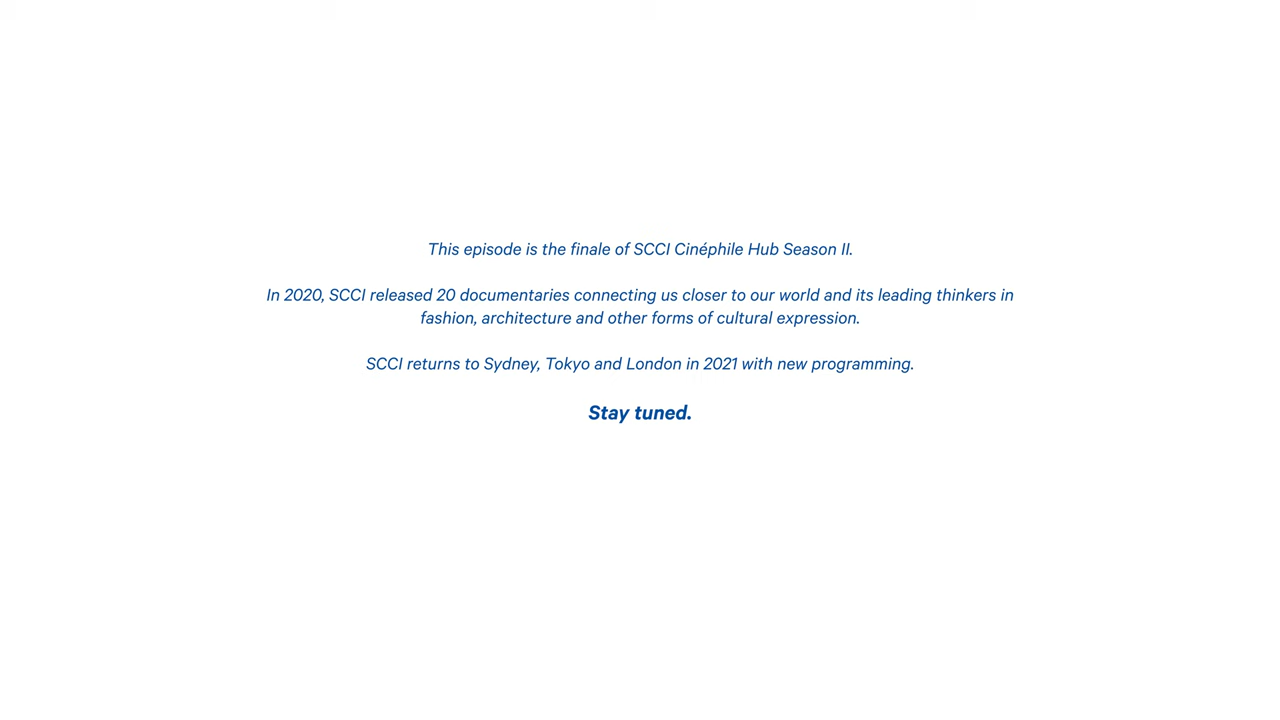 This episode is the finale of SCCI Cinéphile Hub Season II.
In 2020, SCCI released 20 documentaries connecting us closer to our world and its leading thinkers in
fashion, architecture and other forms of cultural expression.
SCCI returns to Sydney, Tokyo and London in 2021 with new programming.
Stay tuned.